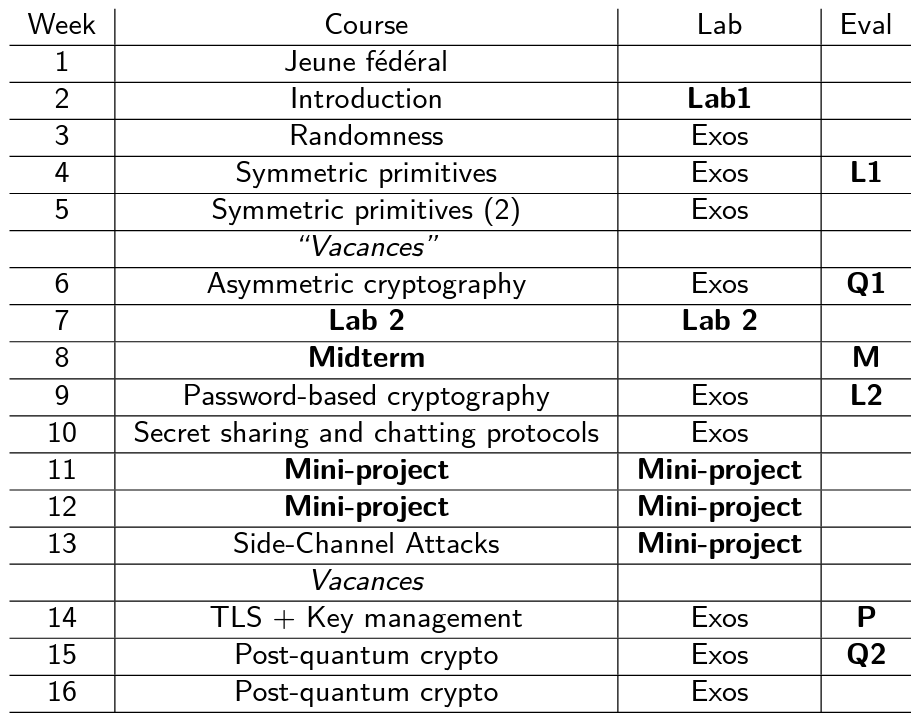 Week Course Lab Eval
1 Jeune fédéral
2 Introduction Lab1
3 Randomness Exos
4 Symmetric primitives Exos L1
5 Symmetric primitives (2) Exos
“Vacances”
6 Asymmetric cryptography Exos Q1
7 Lab 2 Lab 2
8 Midterm M
9 Password-based cryptography Exos L2
10 Secret sharing and chatting protocols Exos
11 Mini-project Mini-project
12 Mini-project Mini-project
13 Side-Channel Attacks Mini-project
Vacances
14 TLS + Key management Exos P
15 Post-quantum crypto Exos Q2
16 Post-quantum crypto Exos